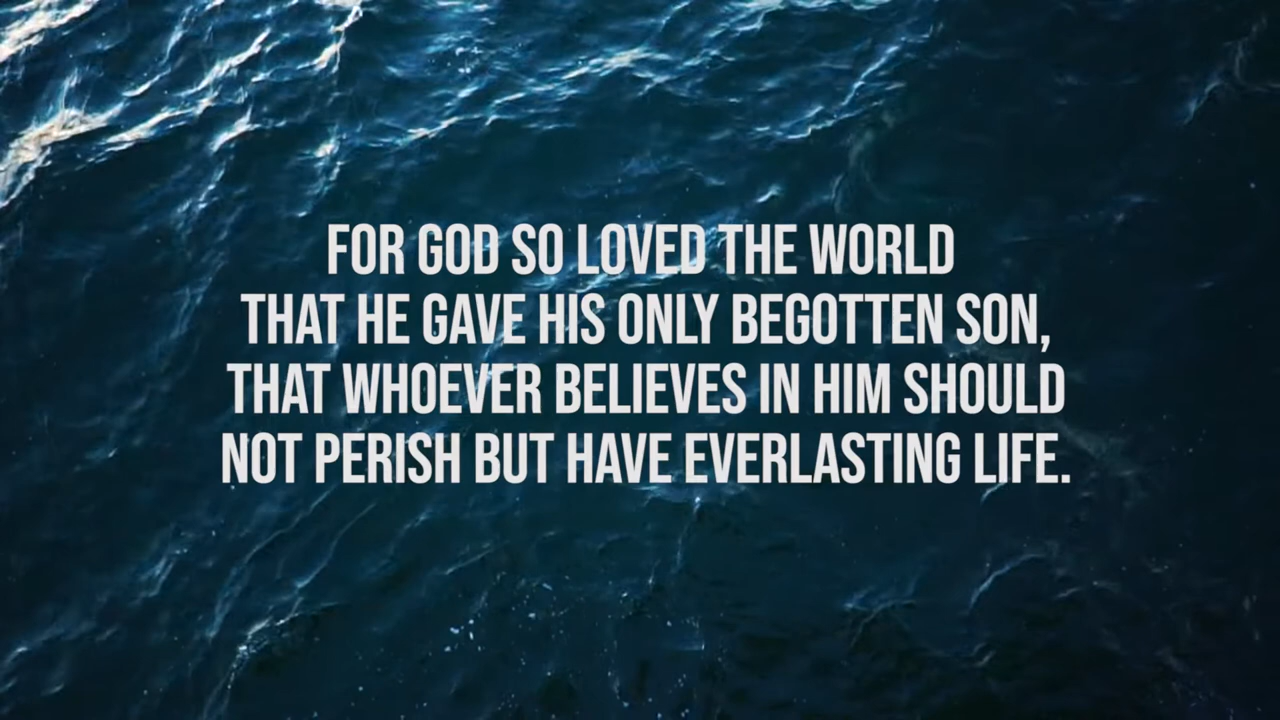 FOR GOD SO LOVED THE WORLD
THAT HE GAVE HIS ONLY BEGOTTEN SON,
THAT WHOEVER BELIEVES IN HIM SHOULD
NOT PERISH BUT HAVE EVERLASTING LIFE.